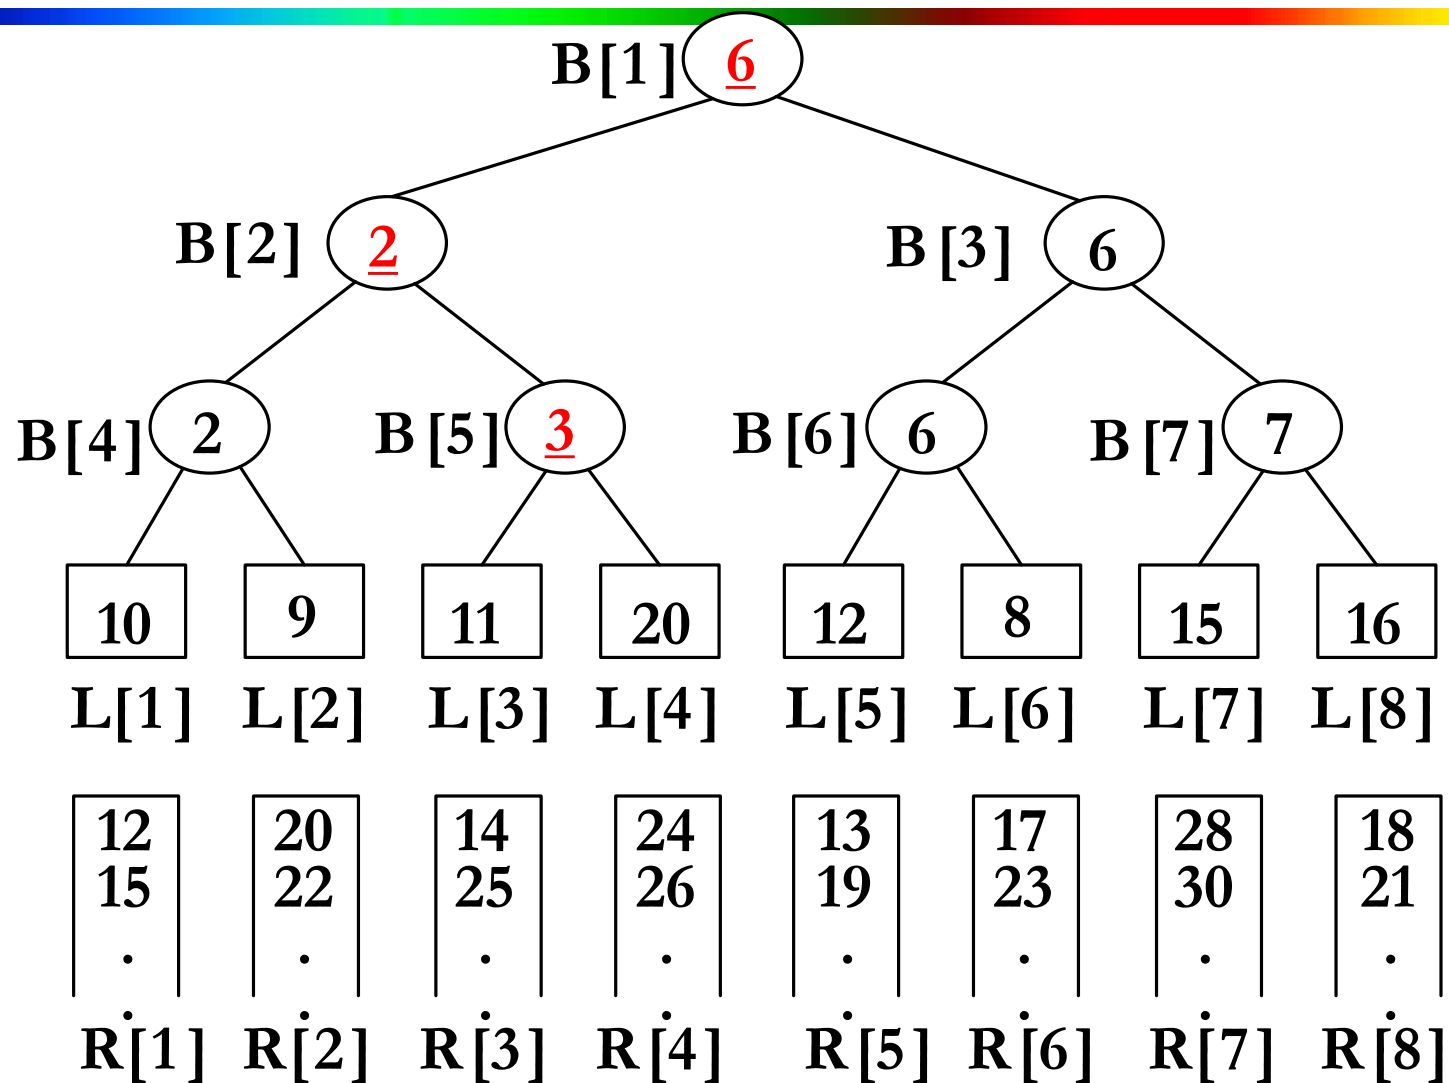 B[1] 6
B[2] 2 B[3] 6
B[4] 2 B[5] 3 B[6] 6 B[7] 7
10 9 11 20 12 8 15 16
L[1] L[2] L[3] L[4] L[5] L[6] L[7] L[8]
12 20 14 24 13 17 28 18
15 22 25 26 19 23 30 21
. . . . . . . .
. . . . . . . .
R[1] R[2] R[3] R[4] R[5] R[6] R[7] R[8]